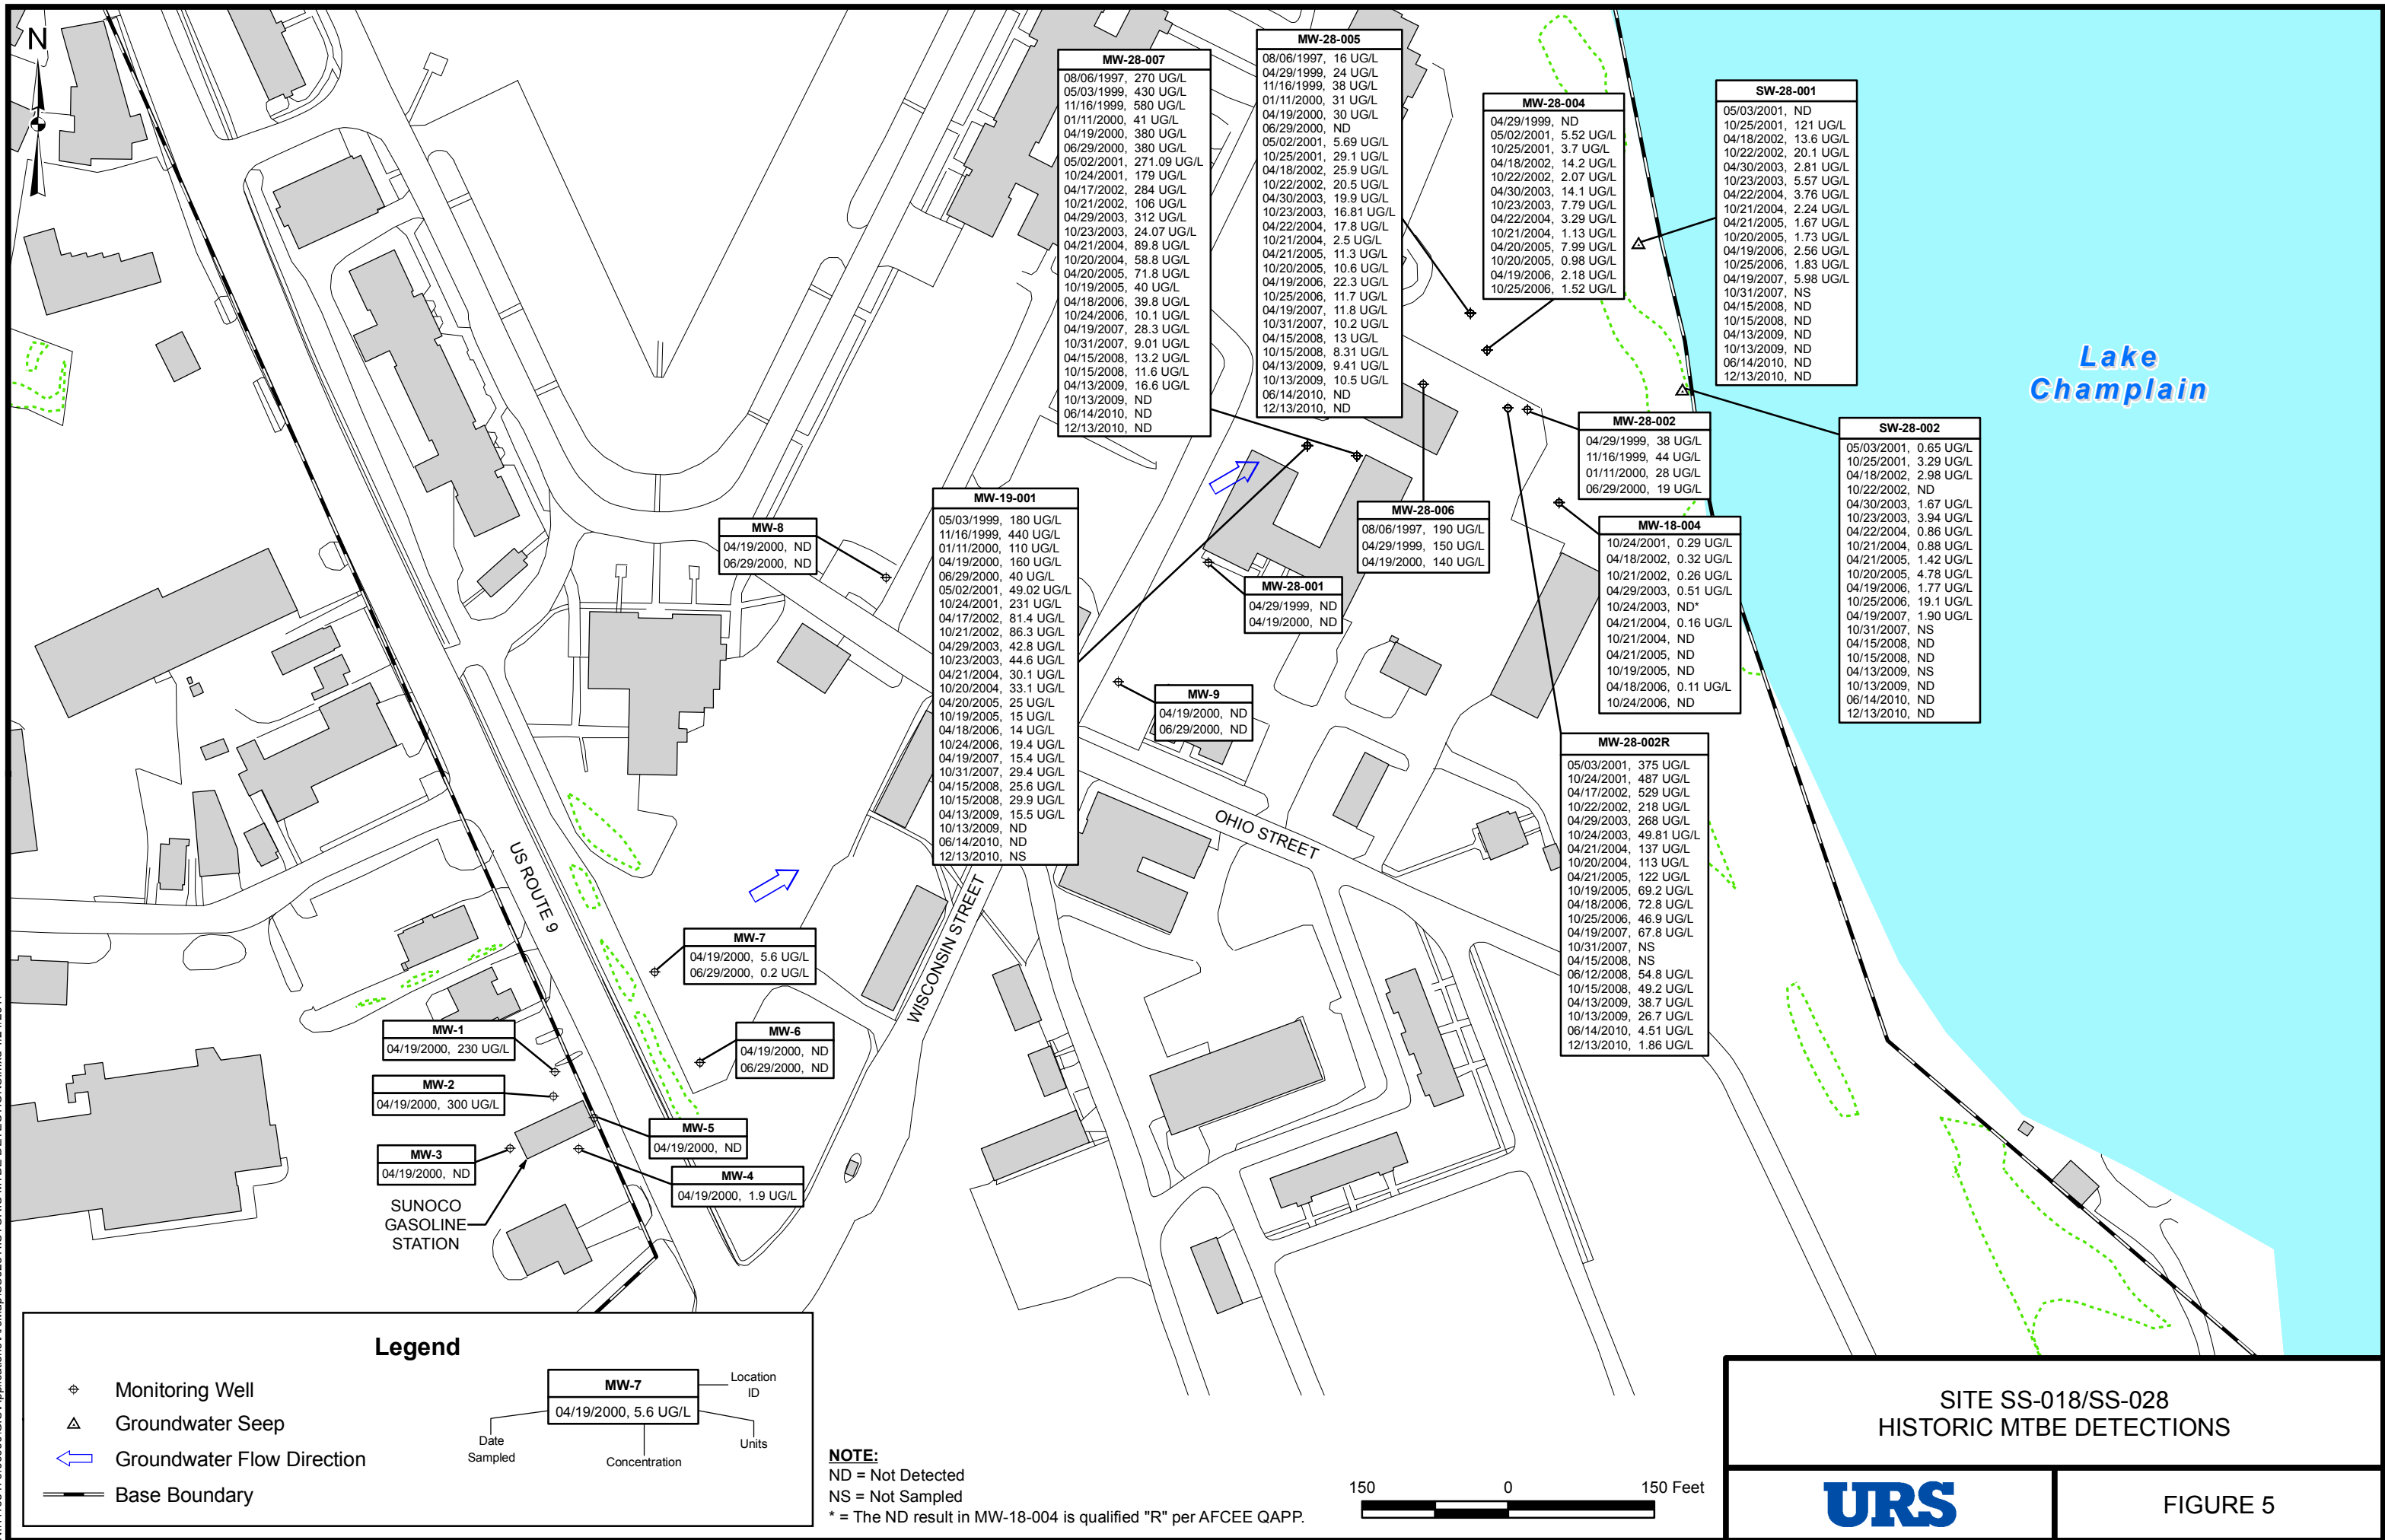 N
MW-28-007
08/06/1997, 270 UG/L
05/03/1999, 430 UG/L
11/16/1999, 580 UG/L
01/11/2000, 41 UG/L
04/19/2000, 380 UG/L
06/29/2000, 380 UG/L
05/02/2001, 271.09 UG/L
10/24/2001, 179 UG/L
04/17/2002, 284 UG/L
10/21/2002, 106 UG/L
04/29/2003, 312 UG/L
10/23/2003, 24.07 UG/L
04/21/2004, 89.8 UG/L
10/20/2004, 58.8 UG/L
04/20/2005, 71.8 UG/L
10/19/2005, 40 UG/L
04/18/2006, 39.8 UG/L
10/24/2006, 10.1 UG/L
04/19/2007, 28.3 UG/L
10/31/2007, 9.01 UG/L
04/15/2008, 13.2 UG/L
10/15/2008, 11.6 UG/L
04/13/2009, 16.6 UG/L
10/13/2009, ND
06/14/2010, ND
12/13/2010, ND
MW-28-005
08/06/1997, 16 UG/L
04/29/1999, 24 UG/L
11/16/1999, 38 UG/L
01/11/2000, 31 UG/L
04/19/2000, 30 UG/L
06/29/2000, ND
05/02/2001, 5.69 UG/L
10/25/2001, 29.1 UG/L
04/18/2002, 25.9 UG/L
10/22/2002, 20.5 UG/L
04/30/2003, 19.9 UG/L
10/23/2003, 16.81 UG/L
04/22/2004, 17.8 UG/L
10/21/2004, 2.5 UG/L
04/21/2005, 11.3 UG/L
10/20/2005, 10.6 UG/L
04/19/2006, 22.3 UG/L
10/25/2006, 11.7 UG/L
04/19/2007, 11.8 UG/L
10/31/2007, 10.2 UG/L
04/15/2008, 13 UG/L
10/15/2008, 8.31 UG/L
04/13/2009, 9.41 UG/L
10/13/2009, 10.5 UG/L
06/14/2010, ND
12/13/2010, ND
MW-28-004
04/29/1999, ND
05/02/2001, 5.52 UG/L
10/25/2001, 3.7 UG/L
04/18/2002, 14.2 UG/L
10/22/2002, 2.07 UG/L
04/30/2003, 14.1 UG/L
10/23/2003, 7.79 UG/L
04/22/2004, 3.29 UG/L
10/21/2004, 1.13 UG/L
04/20/2005, 7.99 UG/L
10/20/2005, 0.98 UG/L
04/19/2006, 2.18 UG/L
10/25/2006, 1.52 UG/L
SW-28-001
05/03/2001, ND
10/25/2001, 121 UG/L
04/18/2002, 13.6 UG/L
10/22/2002, 20.1 UG/L
04/30/2003, 2.81 UG/L
10/23/2003, 5.57 UG/L
04/22/2004, 3.76 UG/L
10/21/2004, 2.24 UG/L
04/21/2005, 1.67 UG/L
10/20/2005, 1.73 UG/L
04/19/2006, 2.56 UG/L
10/25/2006, 1.83 UG/L
04/19/2007, 5.98 UG/L
10/31/2007, NS
04/15/2008, ND
10/15/2008, ND
04/13/2009, ND
10/13/2009, ND
06/14/2010, ND
12/13/2010, ND
Lake
Champlain
SW-28-002
05/03/2001, 0.65 UG/L
10/25/2001, 3.29 UG/L
04/18/2002, 2.98 UG/L
10/22/2002, ND
04/30/2003, 1.67 UG/L
10/23/2003, 3.94 UG/L
04/22/2004, 0.86 UG/L
10/21/2004, 0.88 UG/L
04/21/2005, 1.42 UG/L
10/20/2005, 4.78 UG/L
04/19/2006, 1.77 UG/L
10/25/2006, 19.1 UG/L
04/19/2007, 1.90 UG/L
10/31/2007, NS
04/15/2008, ND
10/15/2008, ND
04/13/2009, NS
10/13/2009, ND
06/14/2010, ND
12/13/2010, ND
MW-28-002
04/29/1999, 38 UG/L
11/16/1999, 44 UG/L
01/11/2000, 28 UG/L
06/29/2000, 19 UG/L
MW-18-004
10/24/2001, 0.29 UG/L
04/18/2002, 0.32 UG/L
10/21/2002, 0.26 UG/L
04/29/2003, 0.51 UG/L
10/24/2003, ND*
04/21/2004, 0.16 UG/L
10/21/2004, ND
04/21/2005, ND
10/19/2005, ND
04/18/2006, 0.11 UG/L
10/24/2006, ND
MW-28-006
08/06/1997, 190 UG/L
04/29/1999, 150 UG/L
04/19/2000, 140 UG/L
MW-28-001
04/29/1999, ND
04/19/2000, ND
MW-19-001
05/03/1999, 180 UG/L
11/16/1999, 440 UG/L
01/11/2000, 110 UG/L
04/19/2000, 160 UG/L
06/29/2000, 40 UG/L
05/02/2001, 49.02 UG/L
10/24/2001, 231 UG/L
04/17/2002, 81.4 UG/L
10/21/2002, 86.3 UG/L
04/29/2003, 42.8 UG/L
10/23/2003, 44.6 UG/L
04/21/2004, 30.1 UG/L
10/20/2004, 33.1 UG/L
04/20/2005, 25 UG/L
10/19/2005, 15 UG/L
04/18/2006, 14 UG/L
10/24/2006, 19.4 UG/L
04/19/2007, 15.4 UG/L
10/31/2007, 29.4 UG/L
04/15/2008, 25.6 UG/L
10/15/2008, 29.9 UG/L
04/13/2009, 15.5 UG/L
10/13/2009, ND
06/14/2010, ND
12/13/2010, NS
MW-8
04/19/2000, ND
06/29/2000, ND
MW-9
04/19/2000, ND
06/29/2000, ND
MW-28-002R
05/03/2001, 375 UG/L
10/24/2001, 487 UG/L
04/17/2002, 529 UG/L
10/22/2002, 218 UG/L
04/29/2003, 268 UG/L
10/24/2003, 49.81 UG/L
04/21/2004, 137 UG/L
10/20/2004, 113 UG/L
04/21/2005, 122 UG/L
10/19/2005, 69.2 UG/L
04/18/2006, 72.8 UG/L
10/25/2006, 46.9 UG/L
04/19/2007, 67.8 UG/L
10/31/2007, NS
04/15/2008, NS
06/12/2008, 54.8 UG/L
10/15/2008, 49.2 UG/L
04/13/2009, 38.7 UG/L
10/13/2009, 26.7 UG/L
06/14/2010, 4.51 UG/L
12/13/2010, 1.86 UG/L
OHIO STREET
US ROUTE 9
WISCONSIN STREET
MW-7
04/19/2000, 5.6 UG/L
06/29/2000, 0.2 UG/L
MW-6
04/19/2000, ND
06/29/2000, ND
MW-1
04/19/2000, 230 UG/L
MW-2
04/19/2000, 300 UG/L
MW-5
04/19/2000, ND
MW-3
04/19/2000, ND
MW-4
04/19/2000, 1.9 UG/L
SUNOCO
GASOLINE
STATION
Legend
Monitoring Well
Groundwater Seep
Groundwater Flow Direction
Base Boundary
MW-7
04/19/2000, 5.6 UG/L
Location
ID
Date
Sampled
Concentration
Units
NOTE:
ND = Not Detected
NS = Not Sampled
* = The ND result in MW-18-004 is qualified "R" per AFCEE QAPP.
150 0 150 Feet
SITE SS-018/SS-028
HISTORIC MTBE DETECTIONS
URS
FIGURE 5